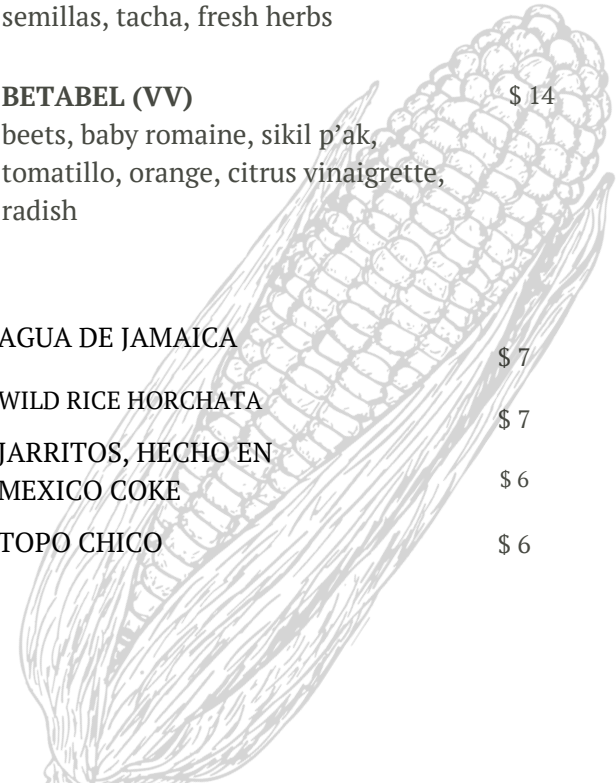 semillas, tacha, fresh herbs
BETABEL (VV) $ 14
beets, baby romaine, sikil p’ak,
tomatillo, orange, citrus vinaigrette,
radish
AGUA DE JAMAICA $ 7
WILD RICE HORCHATA $ 7
JARRITOS, HECHO EN
MEXICO COKE $ 6
TOPO CHICO $ 6